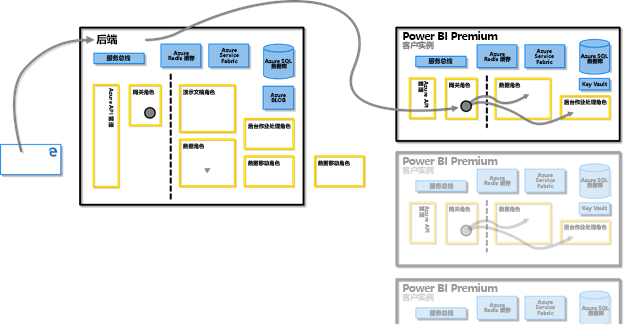 后端
服务总线
Azure
Redis 缓存
Azure
Service
Fabric
Azure SQL
数据库
Azure
BLOB
Azure API 管理
网关角色
演示文稿角色
数据角色
后台作业处理角色
数据移动角色
数据移动角色
e
Power BI Premium
客户实例
服务总线
Azure
Redis 缓存
Azure
Service
Fabric
Azure SQL
数据库
Key Vault
Azure API
管理
网关角色
数据角色
后台作业处理角色
Power BI Premium
客户实例
服务总线
Azure
Redis 缓存
Azure
Service
Fabric
Azure SQL
数据库
Key Vault
Azure API
管理
网关角色
数据角色
后台作业处理角色
Power BI Premium
客户实例
服务总线
Azure
Redis 缓存
Azure
Service
Fabric
Azure SQL
数据库